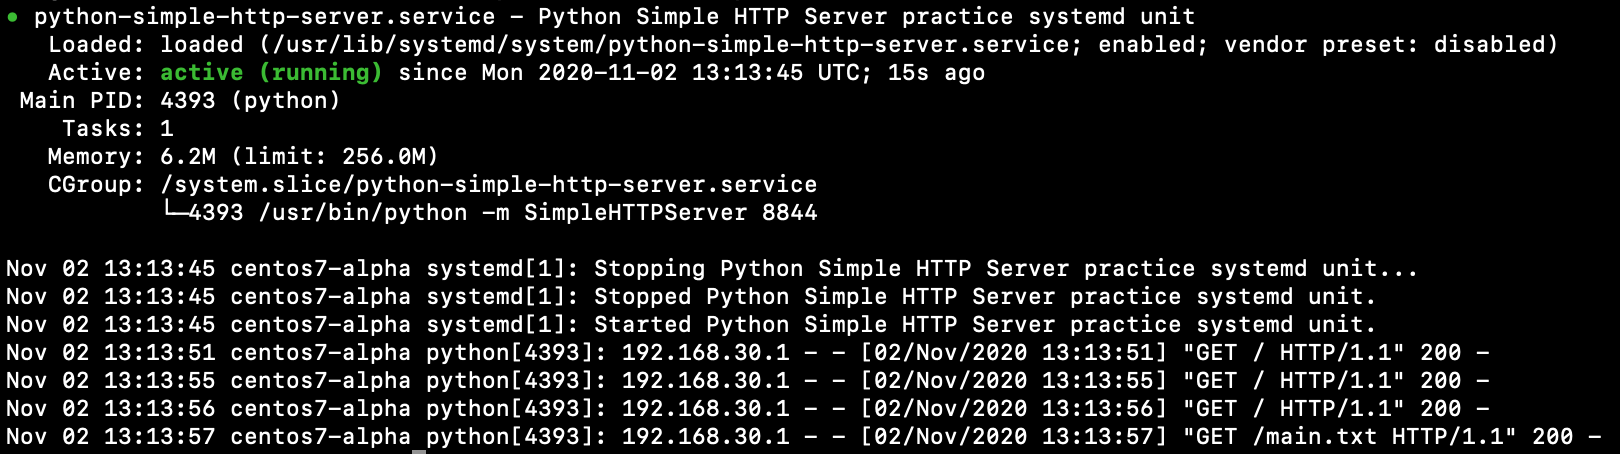 ● python-simple-http-server.service - Python Simple HTTP Server practice systemd unit
   Loaded: loaded (/usr/lib/systemd/system/python-simple-http-server.service; enabled; vendor preset: disabled)
   Active: active (running) since Mon 2020-11-02 13:13:45 UTC; 15s ago
 Main PID: 4393 (python)
    Tasks: 1
   Memory: 6.2M (limit: 256.0M)
   CGroup: /system.slice/python-simple-http-server.service
           └─4393 /usr/bin/python -m SimpleHTTPServer 8844

Nov 02 13:13:45 centos7-alpha systemd[1]: Stopping Python Simple HTTP Server practice systemd unit...
Nov 02 13:13:45 centos7-alpha systemd[1]: Stopped Python Simple HTTP Server practice systemd unit.
Nov 02 13:13:45 centos7-alpha systemd[1]: Started Python Simple HTTP Server practice systemd unit.
Nov 02 13:13:51 centos7-alpha python[4393]: 192.168.30.1 - - [02/Nov/2020 13:13:51] "GET / HTTP/1.1" 200 -
Nov 02 13:13:55 centos7-alpha python[4393]: 192.168.30.1 - - [02/Nov/2020 13:13:55] "GET / HTTP/1.1" 200 -
Nov 02 13:13:56 centos7-alpha python[4393]: 192.168.30.1 - - [02/Nov/2020 13:13:56] "GET / HTTP/1.1" 200 -
Nov 02 13:13:57 centos7-alpha python[4393]: 192.168.30.1 - - [02/Nov/2020 13:13:57] "GET /main.txt HTTP/1.1" 200 -